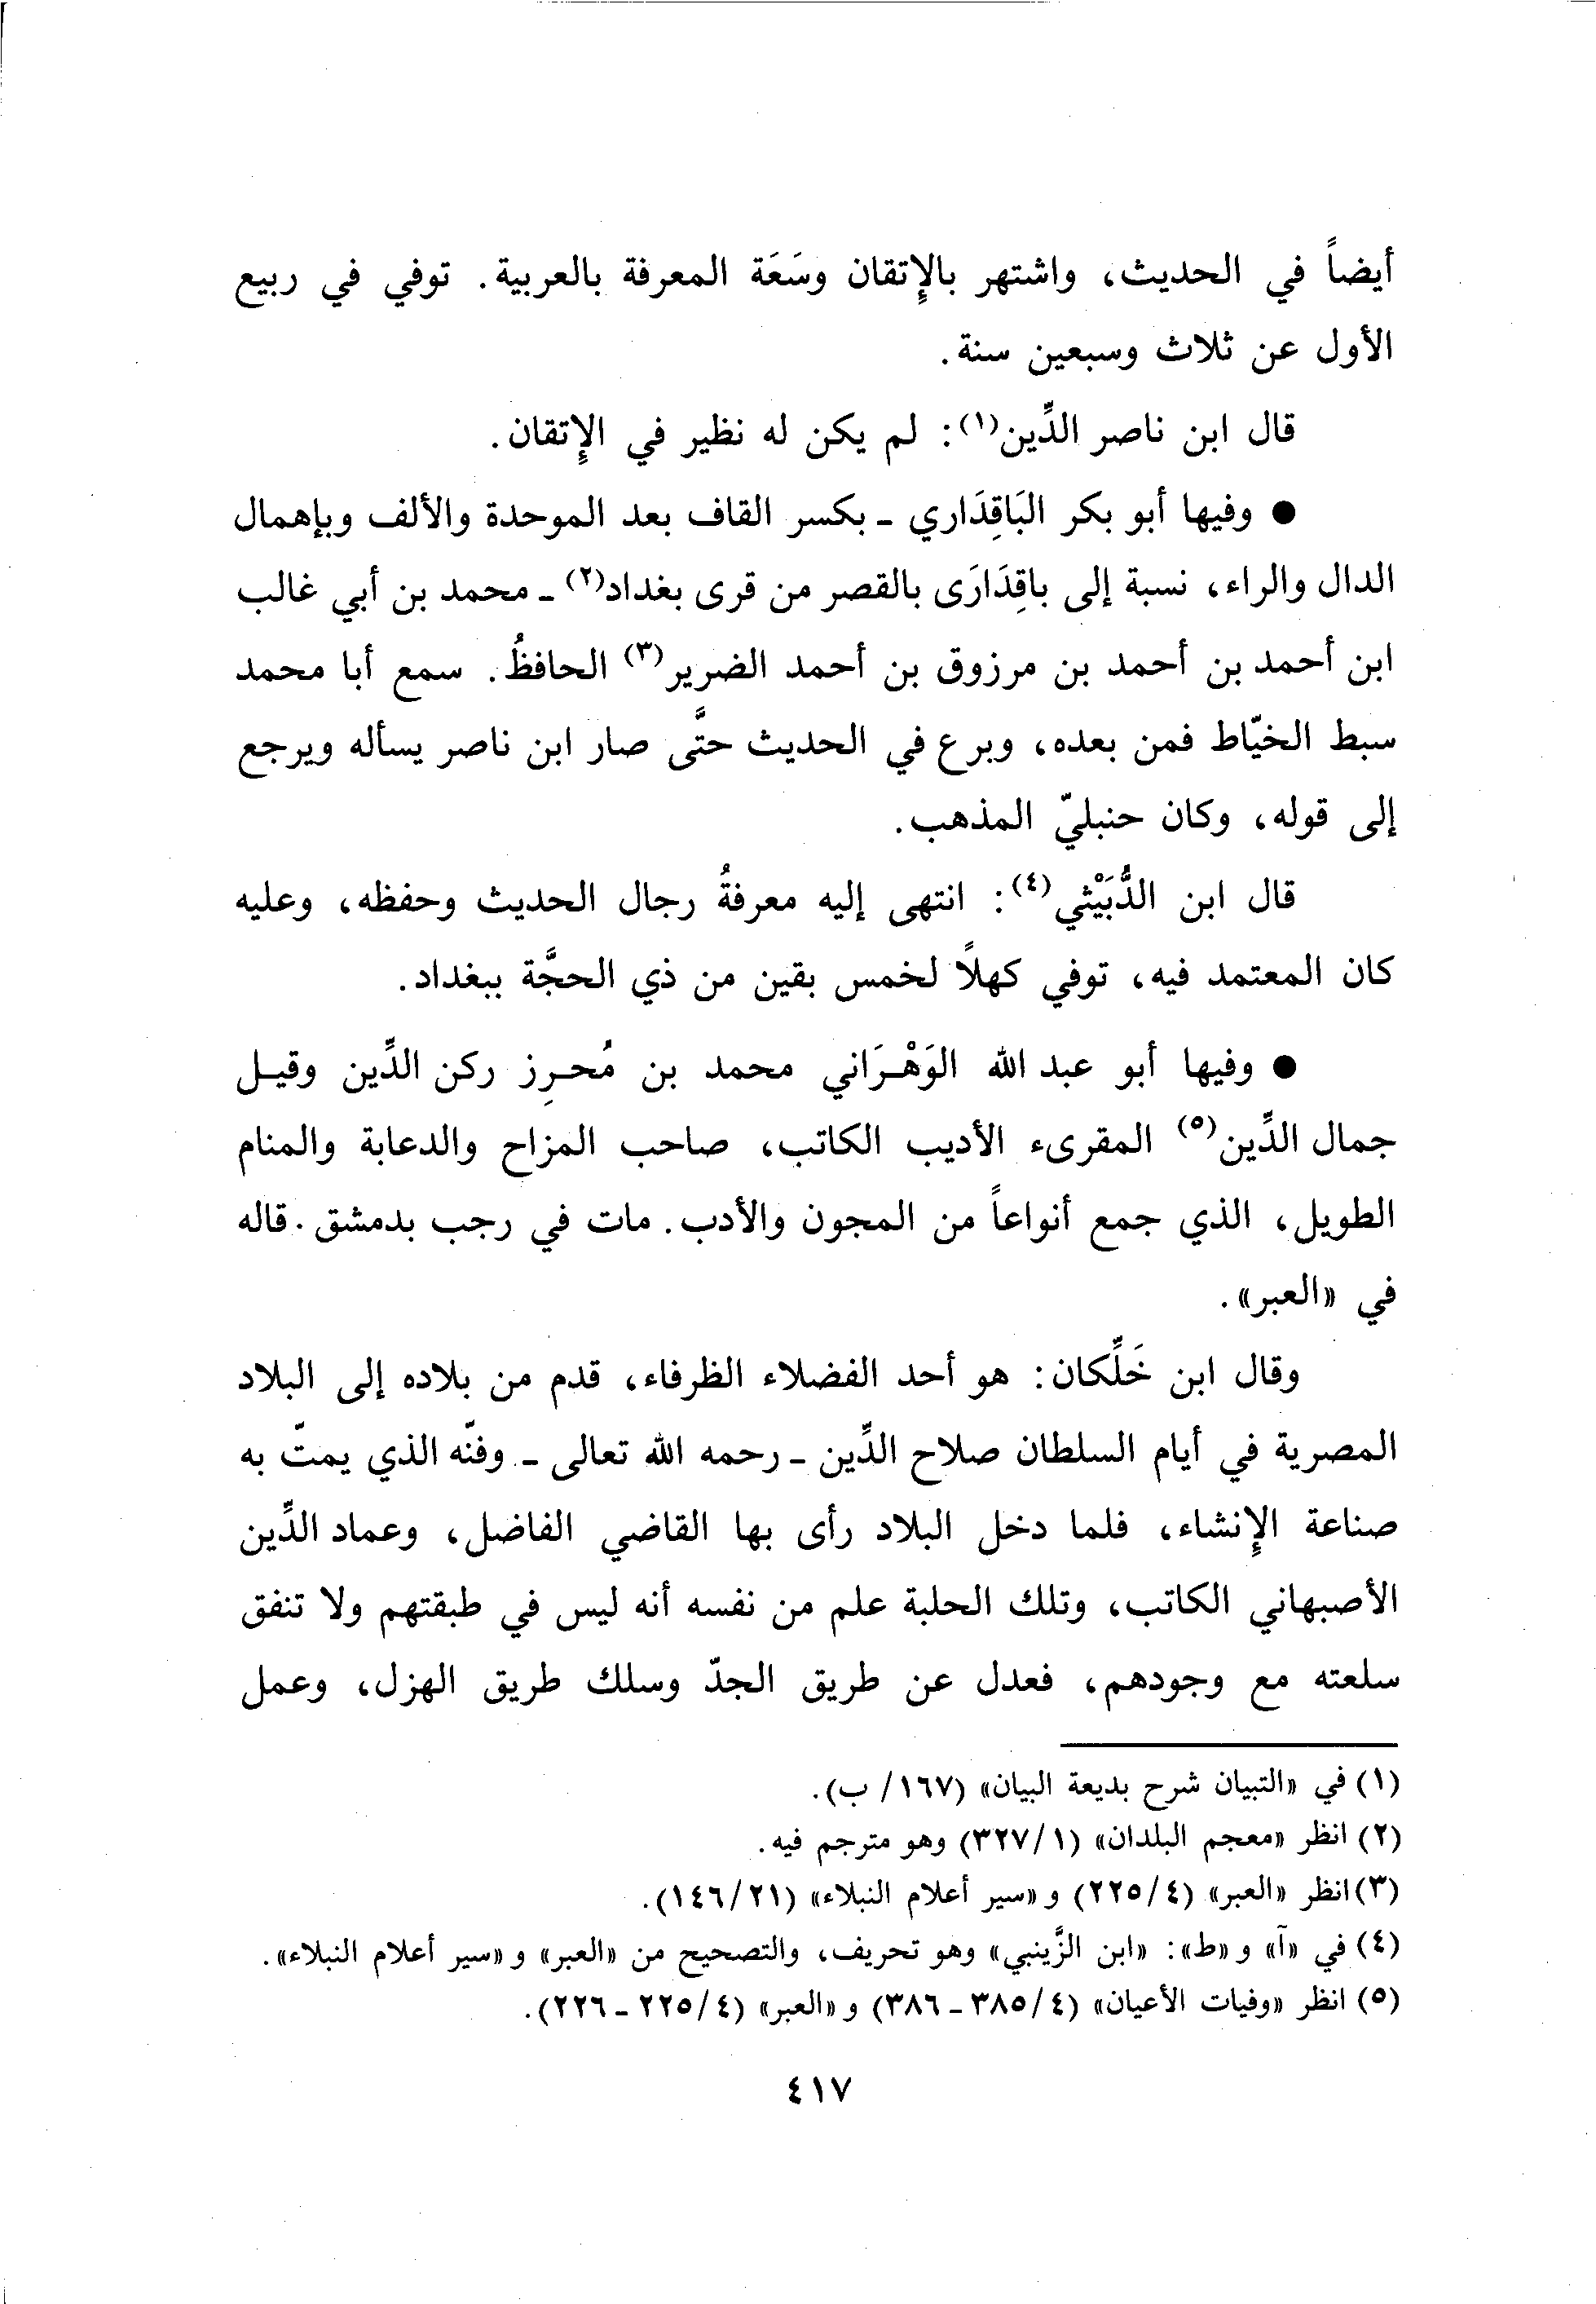 أيضاً في الحديث، واشتهر بالإِتقان وسَعَة المعرفة بالعربية. توفي في ربيع
الأول عن ثلاث وسبعين سنة.
قال ابن ناصر الدِّين(١): لم يكن له نظير في الإِتقان.
● وفيها أبو بكر البَاقِدَاري ـ بكسر القاف بعد الموحدة والألف وبإهمال
الدال والراء، نسبة إلى باقِدَارَى بالقصر من قرى بغداد(٢) ـ محمد بن أبي غالب
ابن أحمد بن أحمد بن مرزوق بن أحمد الضرير(٣) الحافظُ. سمع أبا محمد
سبط الخيّاط فمن بعده، وبرع في الحديث حتَّى صار ابن ناصر يسأله ويرجع
إلى قوله، وكان حنبليّ المذهب.
قال ابن الدُّبَيْثي(٤): انتهى إليه معرفةُ رجال الحديث وحفظه، وعليه
كان المعتمد فيه، توفي كهلاً لخمس بقين من ذي الحجَّة ببغداد.
● وفيها أبو عبد الله الوَهْـرَاني محمد بن مُحـرِز ركن الدِّين وقيـل
جمال الدِّين(٥) المقرىء الأديب الكاتب، صاحب المزاح والدعابة والمنام
الطويل، الذي جمع أنواعاً من المجون والأدب. مات في رجب بدمشق. قاله
في «العبر».
وقال ابن خَلِّكان: هو أحد الفضلاء الظرفاء، قدم من بلاده إلى البلاد
المصرية في أيام السلطان صلاح الدِّين ـ رحمه الله تعالى ـ وفنّه الذي يمتّ به
صناعة الإِنشاء، فلما دخل البلاد رأى بها القاضي الفاضل، وعماد الدِّين
الأصبهاني الكاتب، وتلك الحلبة علم من نفسه أنه ليس في طبقتهم ولا تنفق
سلعته مع وجودهم، فعدل عن طريق الجدّ وسلك طريق الهزل، وعمل
(١) في «التبيان شرح بديعة البيان» (١٦٧/ ب).
(٢) انظر «معجم البلدان» (٣٢٧/١) وهو مترجم فيه.
(٣) انظر «العبر» (٢٢٥/٤) و «سير أعلام النبلاء» (١٤٦/٢١).
(٤) في «آ» و «ط»: «ابن الزَّينبي» وهو تحريف، والتصحيح من «العبر» و «سير أعلام النبلاء».
(٥) انظر «وفيات الأعيان» (٣٨٥/٤ ـ ٣٨٦) و «العبر» (٢٢٥/٤ ـ ٢٢٦).
٤١٧